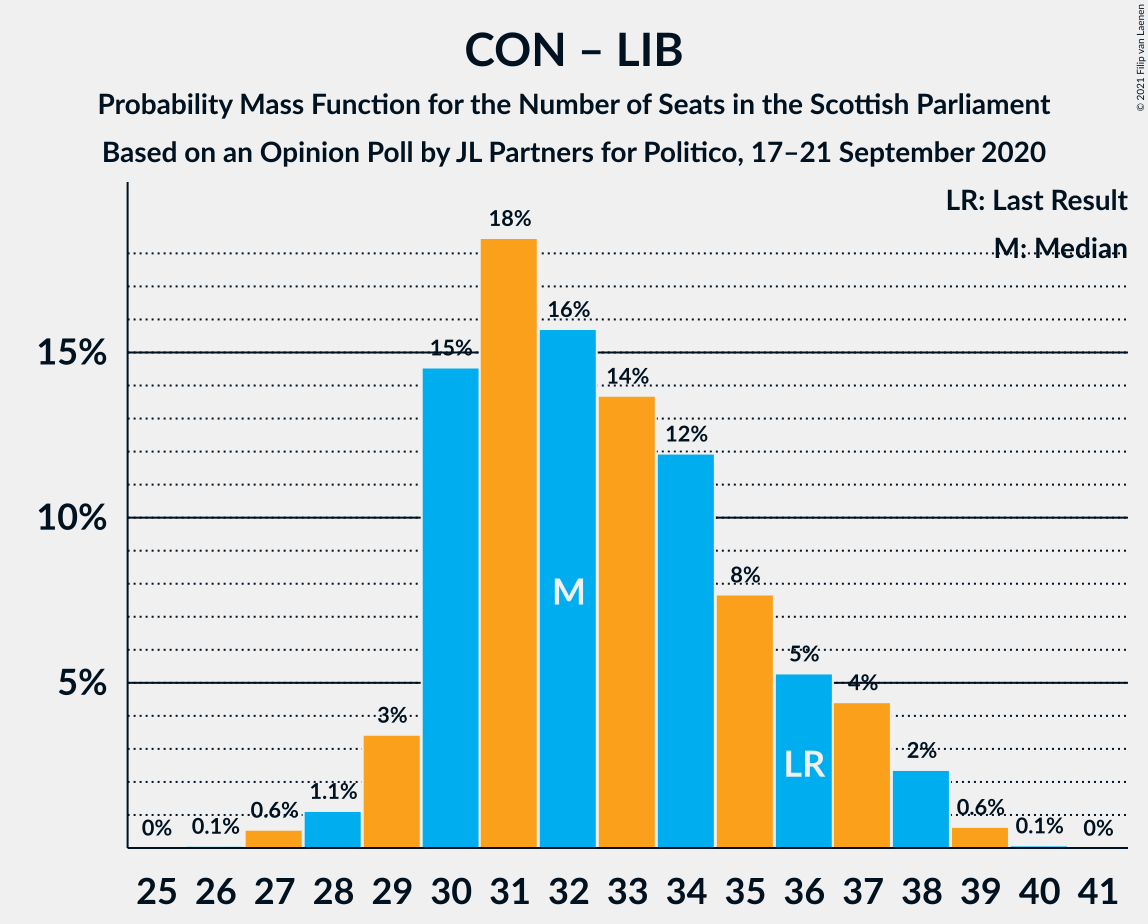 CON – LIB
Probability Mass Function for the Number of Seats in the Scottish Parliament
Based on an Opinion Poll by JL Partners for Politico, 17–21 September 2020
© 2021 Filip van Laenen
LR: Last Result
M: Median
15%
10%
5%
0%
0.1%
0.6%
1.1%
3%
15%
18%
16%
14%
12%
8%
5%
4%
2%
0.6%
0.1%
0%
M
LR
25 26 27 28 29 30 31 32 33 34 35 36 37 38 39 40 41